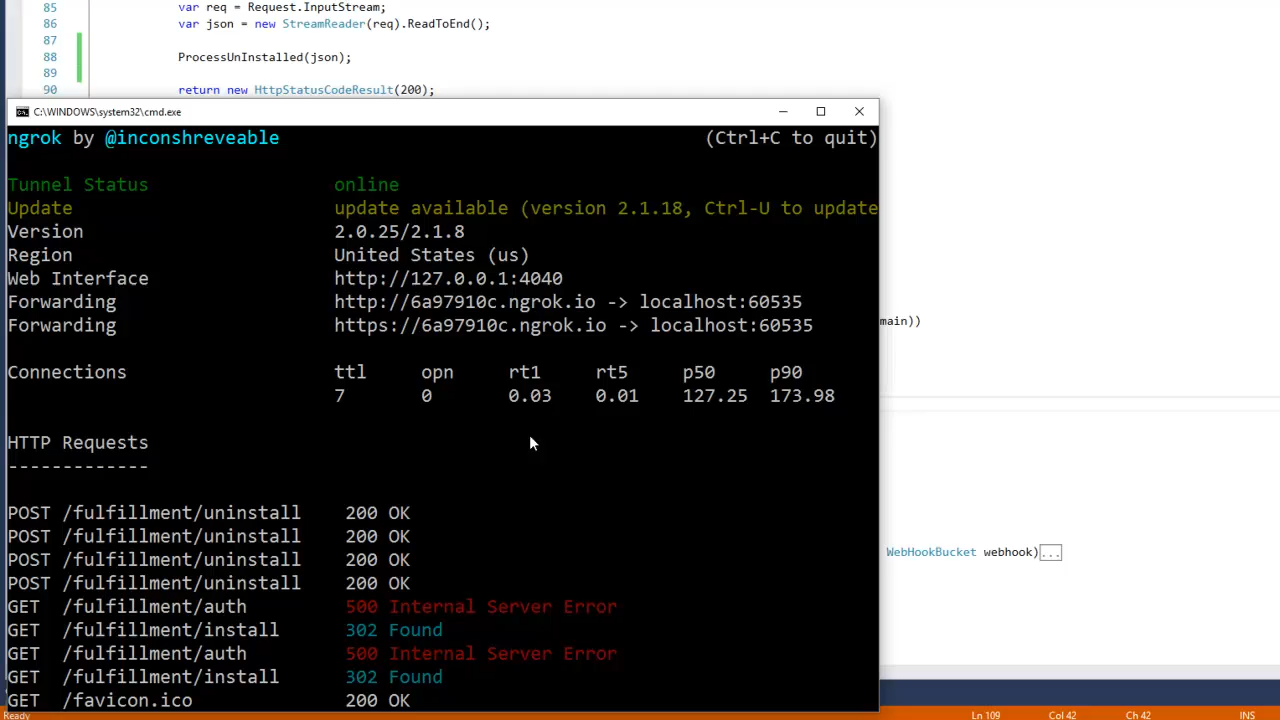 85 var req = Request.InputStream;
86 var json = new StreamReader(req).ReadToEnd();
87
88 ProcessUnInstalled(json);
89
90 return new HttpStatusCodeResult(200);
C:\WINDOWS\system32\cmd.exe
ngrok by @inconshreveable (Ctrl+C to quit)
Tunnel Status online
Update update available (version 2.1.18, Ctrl-U to update
Version 2.0.25/2.1.8
Region United States (us)
Web Interface http://127.0.0.1:4040
Forwarding http://6a97910c.ngrok.io -> localhost:60535
Forwarding https://6a97910c.ngrok.io -> localhost:60535
main))
Connections ttl opn rt1 rt5 p50 p90
7 0 0.03 0.01 127.25 173.98
HTTP Requests
-------------
POST /fulfillment/uninstall 200 OK
POST /fulfillment/uninstall 200 OK
WebHookBucket webhook)...
POST /fulfillment/uninstall 200 OK
POST /fulfillment/uninstall 200 OK
GET /fulfillment/auth 500 Internal Server Error
GET /fulfillment/install 302 Found
GET /fulfillment/auth 500 Internal Server Error
GET /fulfillment/install 302 Found
GET /favicon.ico 200 OK
Ready Ln 109 Col 42 Ch 42 INS